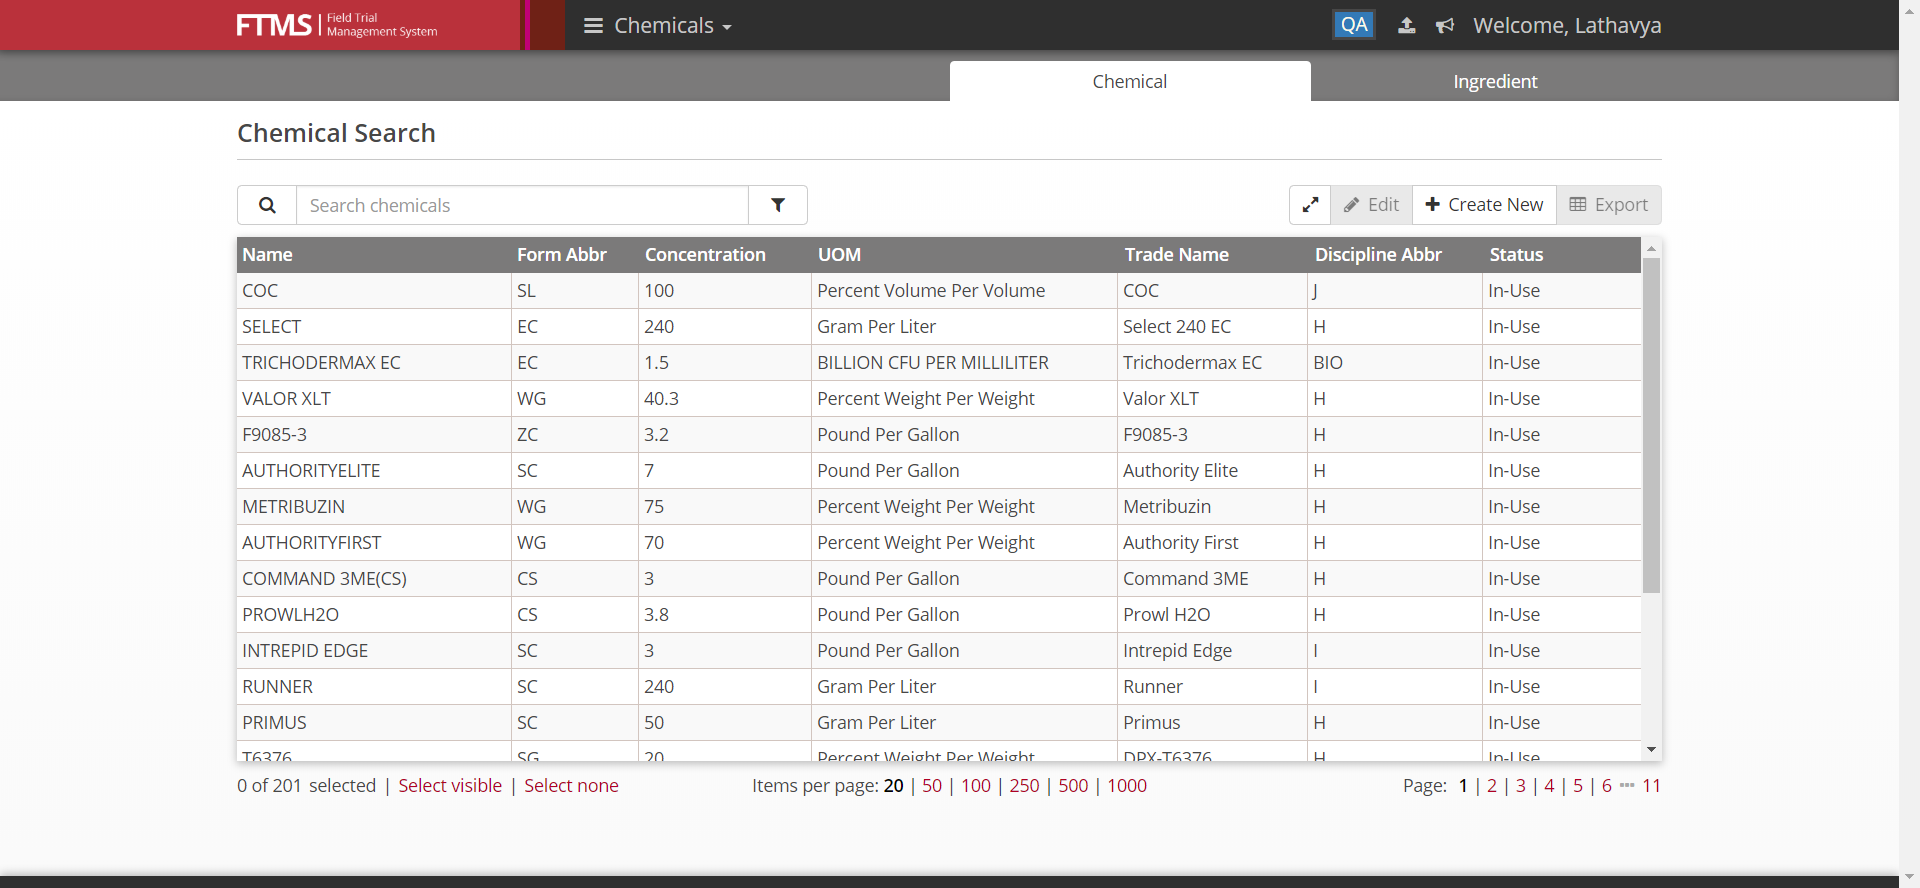 FTMS | Field Trial
Management System
Chemicals
QA
Welcome, Lathavya
Chemical
Ingredient
Chemical Search
Search chemicals
Edit
Create New
Export
Name Form Abbr Concentration UOM Trade Name Discipline Abbr Status
COC SL 100 Percent Volume Per Volume COC J In-Use
SELECT EC 240 Gram Per Liter Select 240 EC H In-Use
TRICHODERMAX EC EC 1.5 BILLION CFU PER MILLILITER Trichodermax EC BIO In-Use
VALOR XLT WG 40.3 Percent Weight Per Weight Valor XLT H In-Use
F9085-3 ZC 3.2 Pound Per Gallon F9085-3 H In-Use
AUTHORITYELITE SC 7 Pound Per Gallon Authority Elite H In-Use
METRIBUZIN WG 75 Percent Weight Per Weight Metribuzin H In-Use
AUTHORITYFIRST WG 70 Percent Weight Per Weight Authority First H In-Use
COMMAND 3ME(CS) CS 3 Pound Per Gallon Command 3ME H In-Use
PROWLH2O CS 3.8 Pound Per Gallon Prowl H2O H In-Use
INTREPID EDGE SC 3 Pound Per Gallon Intrepid Edge I In-Use
RUNNER SC 240 Gram Per Liter Runner I In-Use
PRIMUS SC 50 Gram Per Liter Primus H In-Use
T6376 SG 20 Percent Weight Per Weight DPX-T6376 H In-Use
0 of 201 selected | Select visible | Select none
Items per page: 20 | 50 | 100 | 250 | 500 | 1000
Page: 1 | 2 | 3 | 4 | 5 | 6 ··· 11